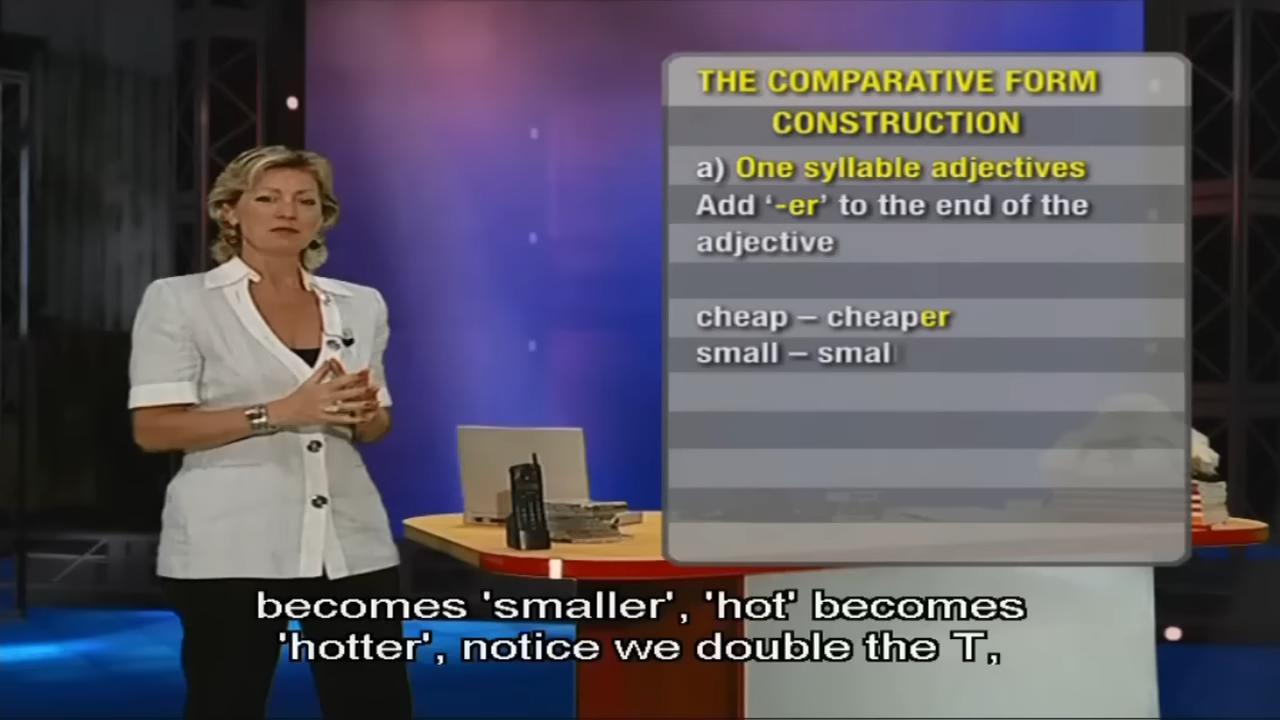 THE COMPARATIVE FORM
CONSTRUCTION
a) One syllable adjectives
Add ‘-er’ to the end of the
adjective
cheap – cheaper
small – smal
becomes 'smaller', 'hot' becomes
'hotter', notice we double the T,